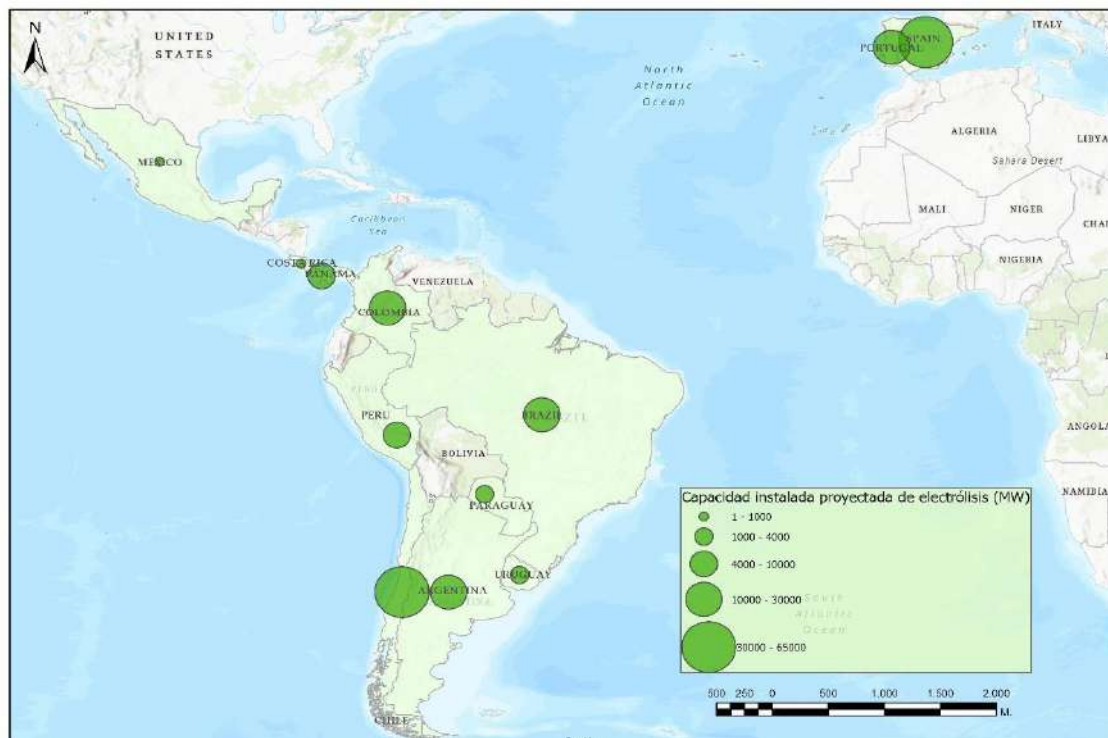 N
UNITED
STATES
ITALY
SPAIN
PORTUGAL
North
Atlantic
Ocean
ALGERIA
LIBYA
Sahara Desert
MEXICO
MALI
NIGER
CHA
Caribbean
Sea
COSTA RICA
PANAMA
NIGERIA
VENEZUELA
COLOMBIA
BRAZIL
PERU
ANGOLA
BOLIVIA
NAMIBIA
PARAGUAY
Capacidad instalada proyectada de electrólisis (MW)
1 - 1000
1000 - 4000
4000 - 10000
10000 - 30000
30000 - 65000
URUGUAY
ARGENTINA
South
Atlantic
Ocean
500 250 0 500 1.000 1.500 2.000
M.
CHILE